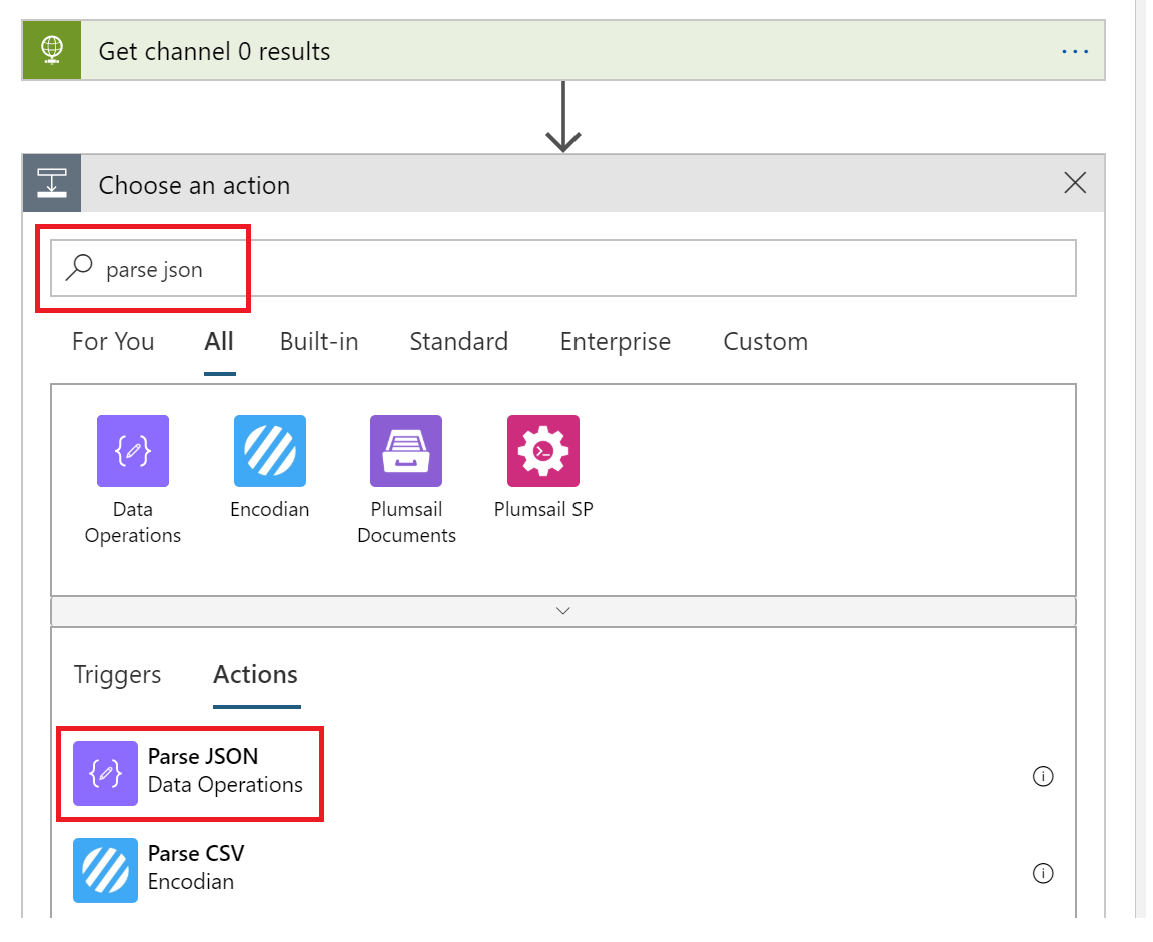 Get channel 0 results
Choose an action
parse json
For You All Built-in Standard Enterprise Custom
Data Operations
Encodian
Plumsail Documents
Plumsail SP
Triggers Actions
Parse JSON
Data Operations
Parse CSV
Encodian